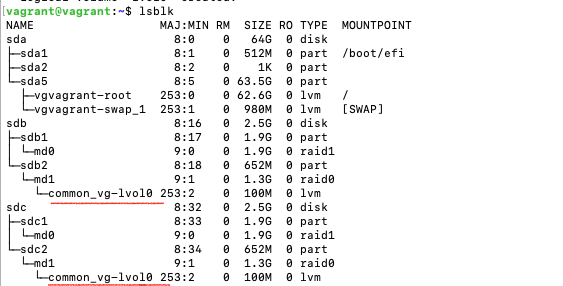 [vagrant@vagrant:~$ lsblk
NAME                 MAJ:MIN RM  SIZE RO TYPE  MOUNTPOINT
sda                    8:0    0   64G  0 disk
├─sda1                 8:1    0  512M  0 part  /boot/efi
├─sda2                 8:2    0    1K  0 part
└─sda5                 8:5    0 63.5G  0 part
  ├─vgvagrant-root   253:0    0 62.6G  0 lvm   /
  └─vgvagrant-swap_1 253:1    0  980M  0 lvm   [SWAP]
sdb                    8:16   0  2.5G  0 disk
├─sdb1                 8:17   0  1.9G  0 part
│ └─md0                9:0    0  1.9G  0 raid1
└─sdb2                 8:18   0  652M  0 part
  └─md1                9:1    0  1.3G  0 raid0
    └─common_vg-lvol0 253:2   0  100M  0 lvm
sdc                    8:32   0  2.5G  0 disk
├─sdc1                 8:33   0  1.9G  0 part
│ └─md0                9:0    0  1.9G  0 raid1
└─sdc2                 8:34   0  652M  0 part
  └─md1                9:1    0  1.3G  0 raid0
    └─common_vg-lvol0 253:2   0  100M  0 lvm